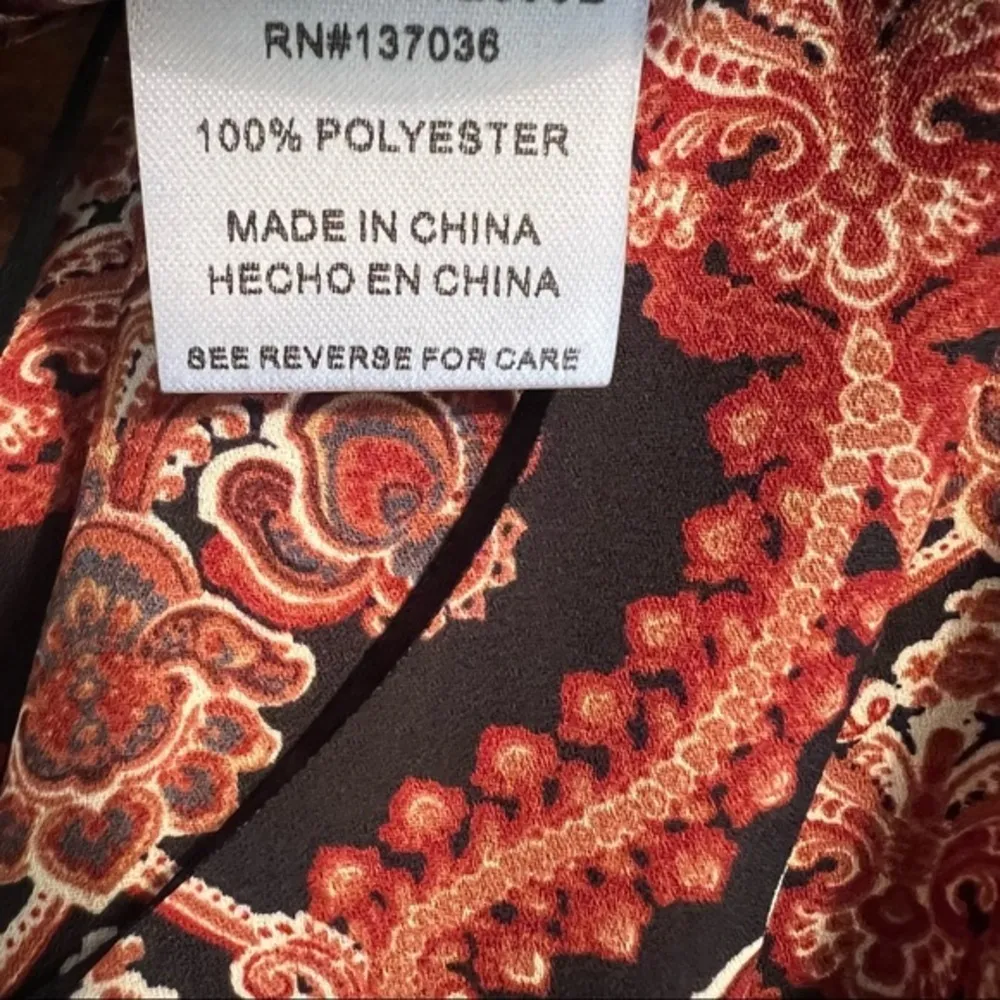 RN#137036
100% POLYESTER
MADE IN CHINA
HECHO EN CHINA
SEE REVERSE FOR CARE